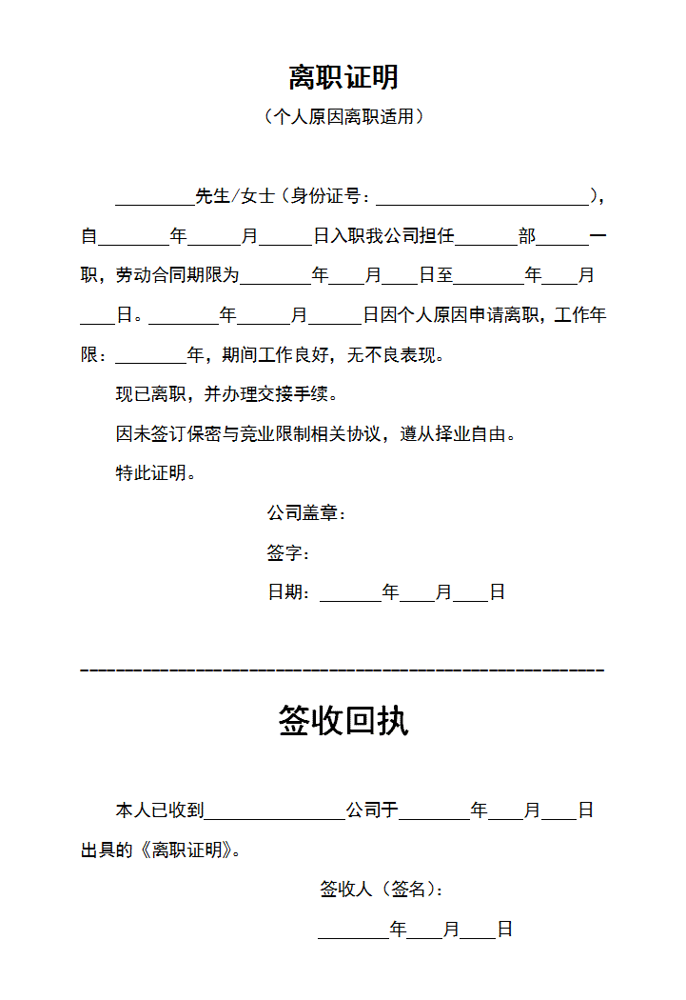 离职证明
（个人原因离职适用）
_________先生/女士（身份证号：________________________），
自________年______月______日入职我公司担任_______部______一
职，劳动合同期限为________年____月____日至________年____月
____日。________年______月______日因个人原因申请离职，工作年
限：________年，期间工作良好，无不良表现。
现已离职，并办理交接手续。
因未签订保密与竞业限制相关协议，遵从择业自由。
特此证明。
公司盖章：
签字：
日期：_______年____月____日
-----------------------------------------------------------
签收回执
本人已收到________________公司于________年____月____日
出具的《离职证明》。
签收人（签名）：
________年____月____日